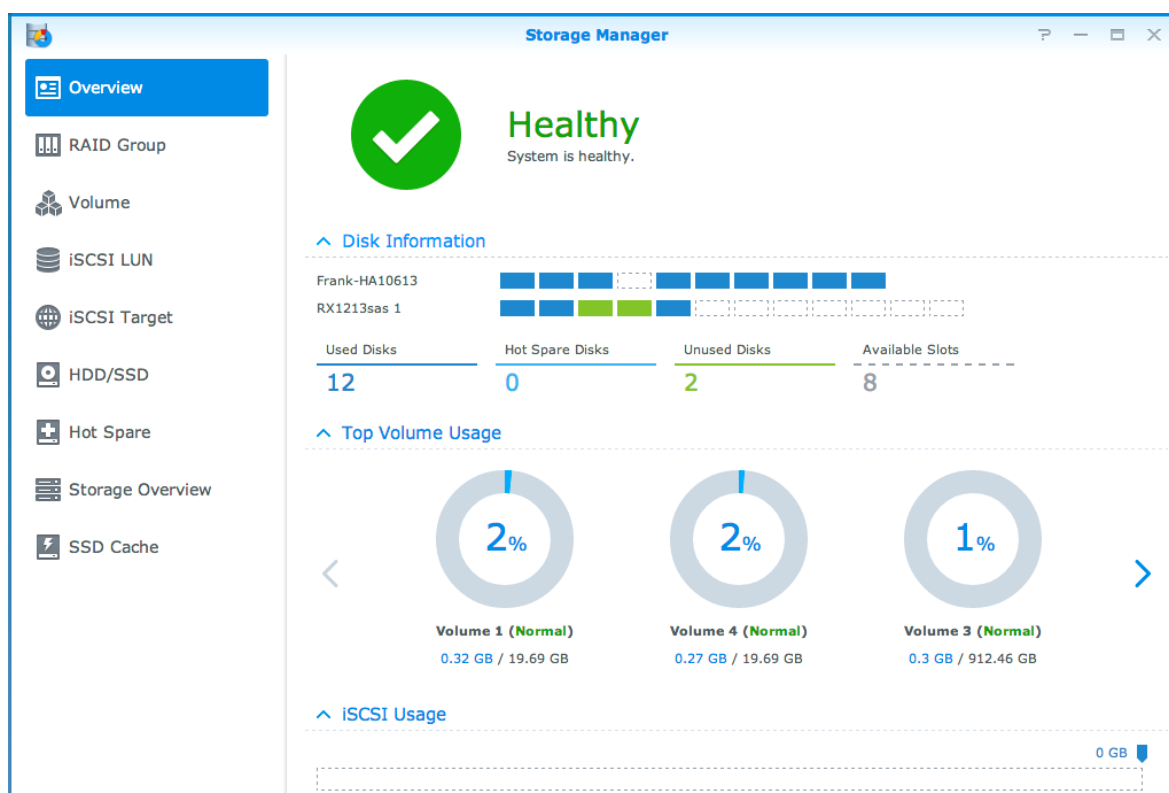 Storage Manager
Overview
RAID Group
Volume
iSCSI LUN
iSCSI Target
HDD/SSD
Hot Spare
Storage Overview
SSD Cache
Healthy
System is healthy.
Disk Information
Frank-HA10613
RX1213sas 1
Used Disks Hot Spare Disks Unused Disks Available Slots
12 0 2 8
Top Volume Usage
2% 2% 1%
Volume 1 (Normal) Volume 4 (Normal) Volume 3 (Normal)
0.32 GB / 19.69 GB 0.27 GB / 19.69 GB 0.3 GB / 912.46 GB
iSCSI Usage
0 GB